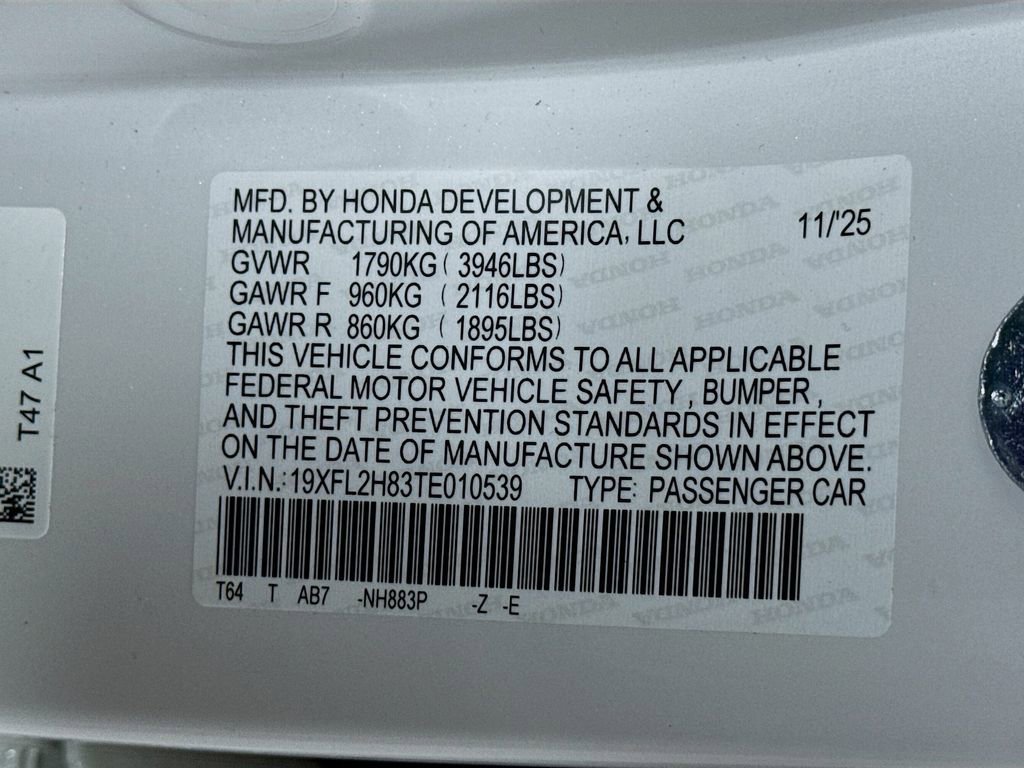 MFD. BY HONDA DEVELOPMENT &
MANUFACTURING OF AMERICA, LLC 11/'25
GVWR 1790KG ( 3946LBS)
GAWR F 960KG ( 2116LBS)
GAWR R 860KG ( 1895LBS)
THIS VEHICLE CONFORMS TO ALL APPLICABLE
FEDERAL MOTOR VEHICLE SAFETY , BUMPER ,
AND THEFT PREVENTION STANDARDS IN EFFECT
ON THE DATE OF MANUFACTURE SHOWN ABOVE.
V.I.N.:19XFL2H83TE010539 TYPE: PASSENGER CAR
T64 T AB7 -NH883P -Z -E
T47 A1